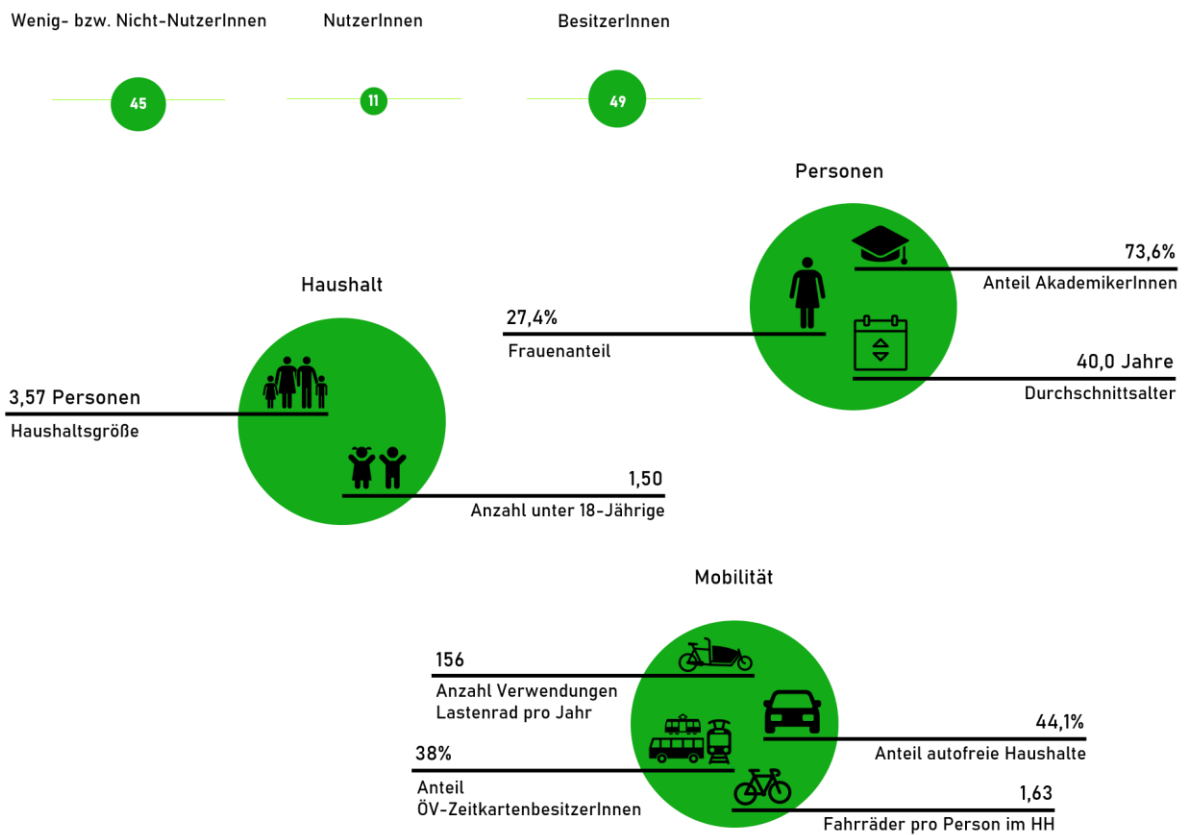 Wenig- bzw. Nicht-NutzerInnen
NutzerInnen
BesitzerInnen
45
11
49
Personen
73,6%
Anteil AkademikerInnen
27,4%
Frauenanteil
40,0 Jahre
Durchschnittsalter
Haushalt
3,57 Personen
Haushaltsgröße
1,50
Anzahl unter 18-Jährige
Mobilität
156
Anzahl Verwendungen
Lastenrad pro Jahr
44,1%
Anteil autofreie Haushalte
38%
Anteil
ÖV-ZeitkartenbesitzerInnen
1,63
Fahrräder pro Person im HH